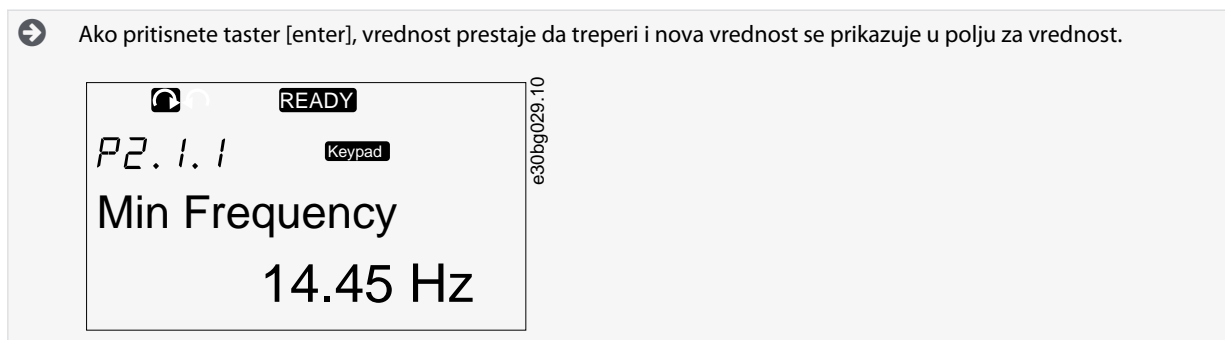 Ako pritisnete taster [enter], vrednost prestaje da treperi i nova vrednost se prikazuje u polju za vrednost.
READY
P2.1.1
Keypad
Min Frequency
14.45 Hz
e30bg029.10